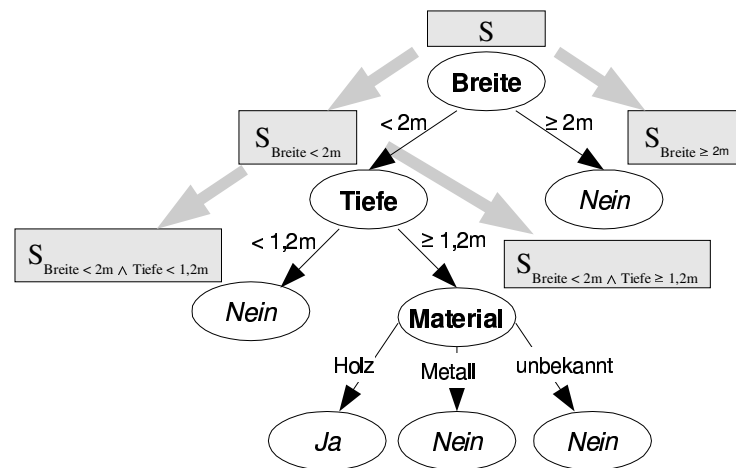 S
Breite
< 2m
≥ 2m
S Breite < 2m
S Breite ≥ 2m
Tiefe
Nein
< 1,2m
≥ 1,2m
S Breite < 2m ∧ Tiefe < 1,2m
S Breite < 2m ∧ Tiefe ≥ 1,2m
Nein
Material
Holz
Metall
unbekannt
Ja
Nein
Nein